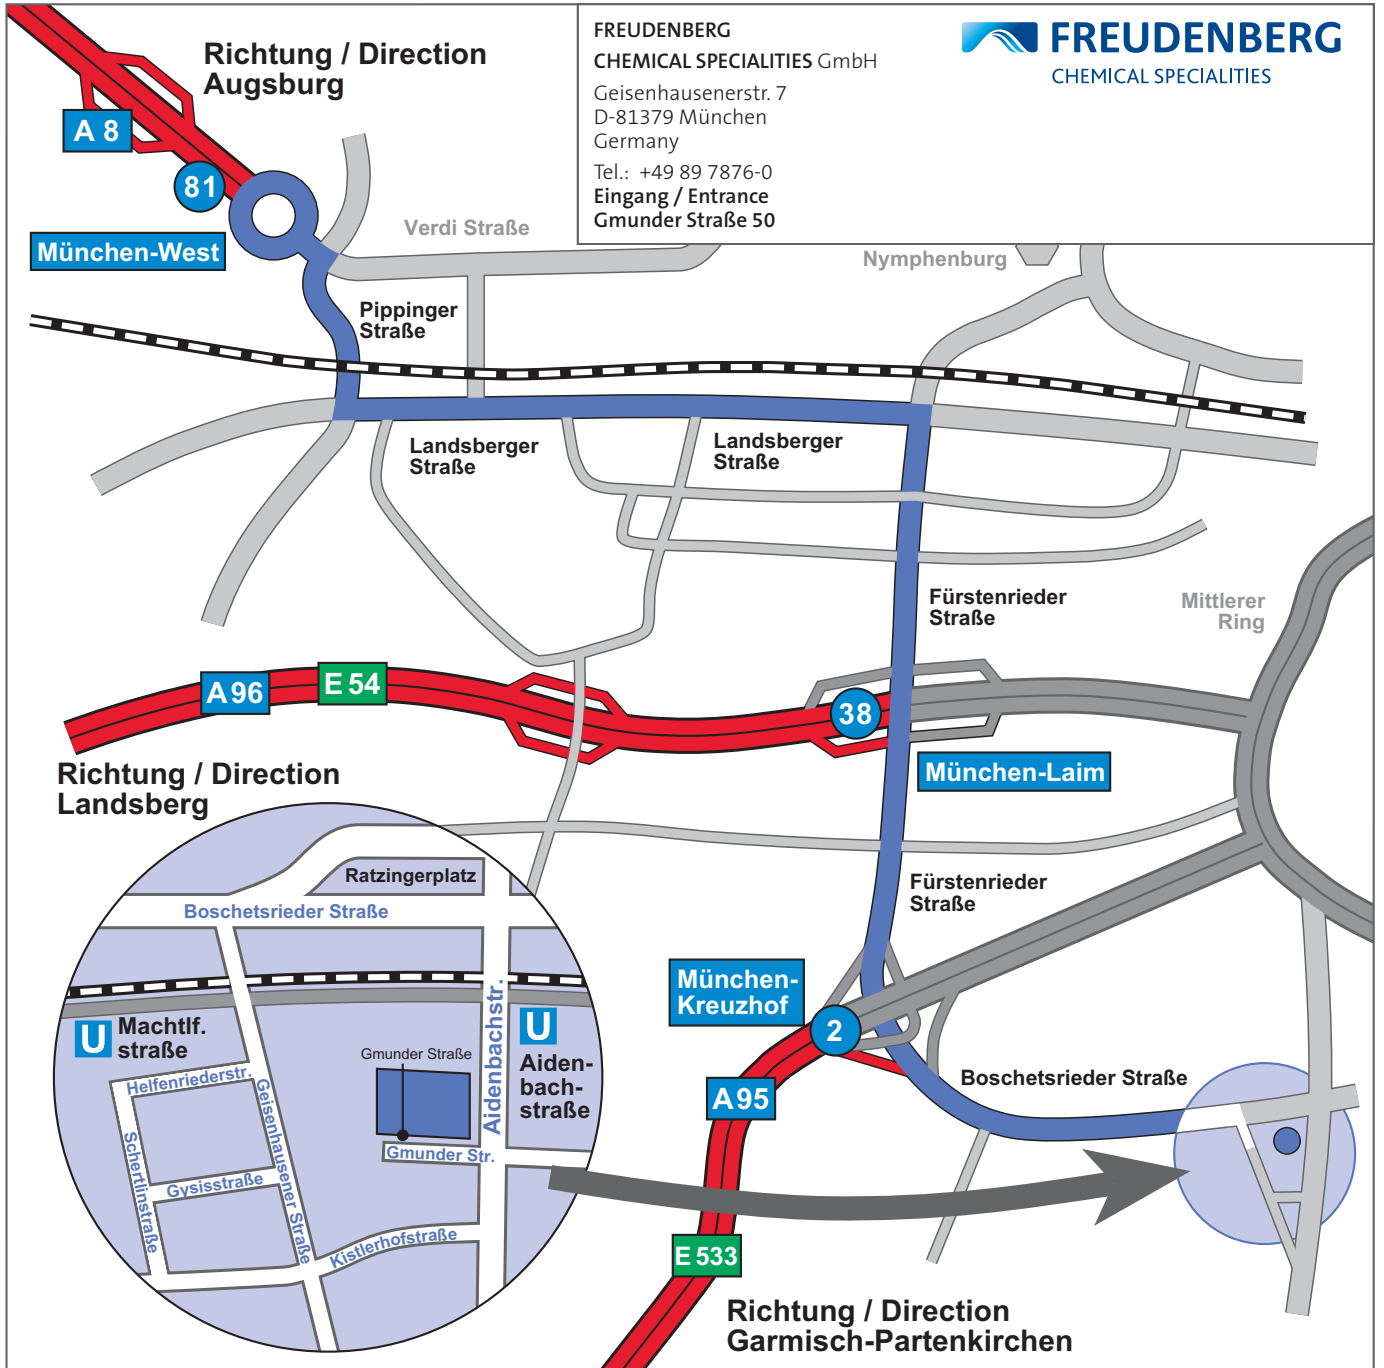 FREUDENBERG
CHEMICAL SPECIALITIES GmbH
Geisenhausenerstr. 7
D-81379 München
Germany
Tel.: +49 89 7876-0
Eingang / Entrance
Gmunder Straße 50
FREUDENBERG
CHEMICAL SPECIALITIES
Richtung / Direction
Augsburg
A 8
81
München-West
Verdi Straße
Nymphenburg
Pippinger
Straße
Landsberger
Straße
Landsberger
Straße
Fürstenrieder
Straße
Mittlerer
Ring
A 96
E 54
38
München-Laim
Richtung / Direction
Landsberg
Fürstenrieder
Straße
Ratzingerplatz
Boschetsrieder Straße
München-
Kreuzhof
2
U
Machtlf.
straße
U
Aiden-
bach-
straße
Aidenbachstr.
Gmunder Straße
Helfenriederstr.
Geisenhausener Straße
Schertlinstraße
Gysisstraße
Gmunder Str.
Kistlerhofstraße
A 95
Boschetsrieder Straße
E 533
Richtung / Direction
Garmisch-Partenkirchen